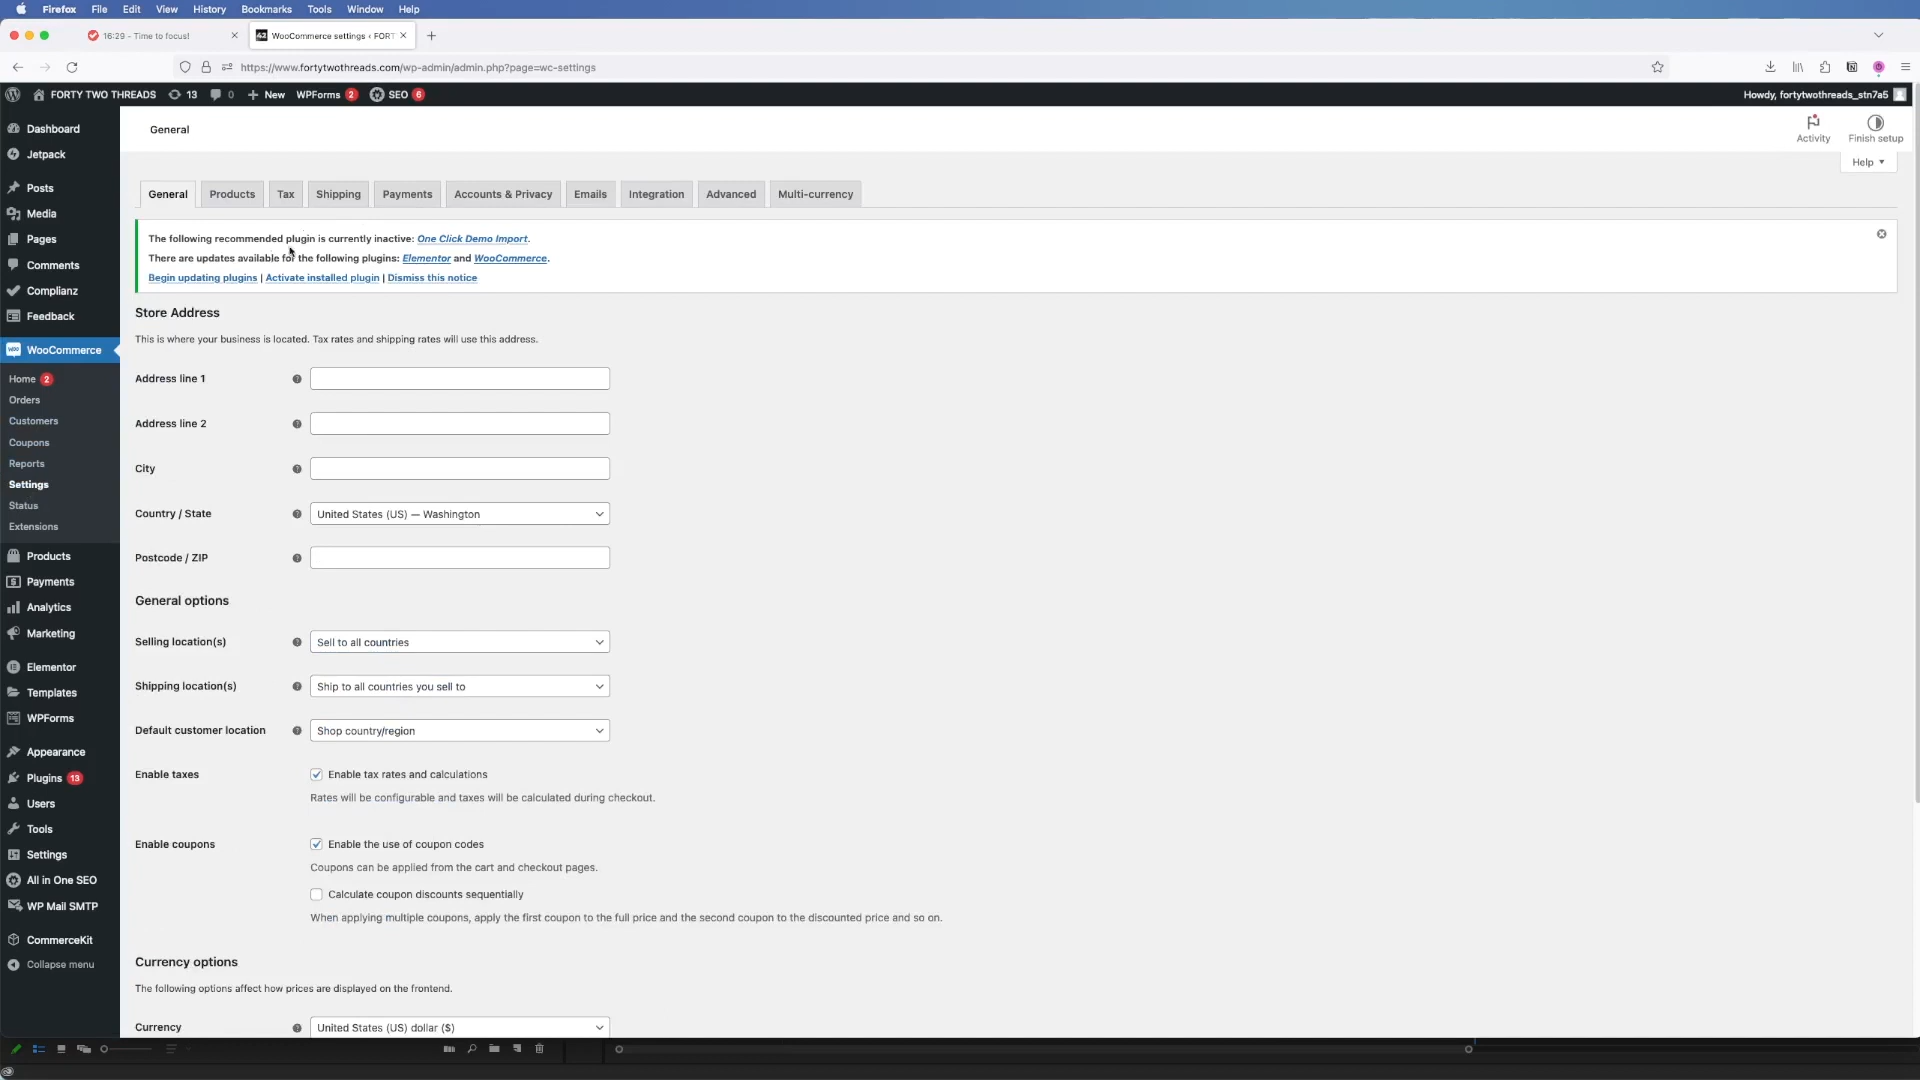 Firefox File Edit View History Bookmarks Tools Window Help
16:29 - Time to focus!
WooCommerce settings ‹ FORT
https://www.fortytwothreads.com/wp-admin/admin.php?page=wc-settings
FORTY TWO THREADS 13 0 New WPForms 2 SEO 6
Howdy, fortytwothreads_stn7a5
Dashboard
Jetpack
Posts
Media
Pages
Comments
Complianz
Feedback
WooCommerce
Home 2
Orders
Customers
Coupons
Reports
Settings
Status
Extensions
Products
Payments
Analytics
Marketing
Elementor
Templates
WPForms
Appearance
Plugins 13
Users
Tools
Settings
All in One SEO
WP Mail SMTP
CommerceKit
Collapse menu
General
Activity
Finish setup
Help
General Products Tax Shipping Payments Accounts & Privacy Emails Integration Advanced Multi-currency
The following recommended plugin is currently inactive: One Click Demo Import.
There are updates available for the following plugins: Elementor and WooCommerce.
Begin updating plugins | Activate installed plugin | Dismiss this notice
Store Address
This is where your business is located. Tax rates and shipping rates will use this address.
Address line 1
Address line 2
City
Country / State
United States (US) — Washington
Postcode / ZIP
General options
Selling location(s)
Sell to all countries
Shipping location(s)
Ship to all countries you sell to
Default customer location
Shop country/region
Enable taxes
Enable tax rates and calculations
Rates will be configurable and taxes will be calculated during checkout.
Enable coupons
Enable the use of coupon codes
Coupons can be applied from the cart and checkout pages.
Calculate coupon discounts sequentially
When applying multiple coupons, apply the first coupon to the full price and the second coupon to the discounted price and so on.
Currency options
The following options affect how prices are displayed on the frontend.
Currency
United States (US) dollar ($)